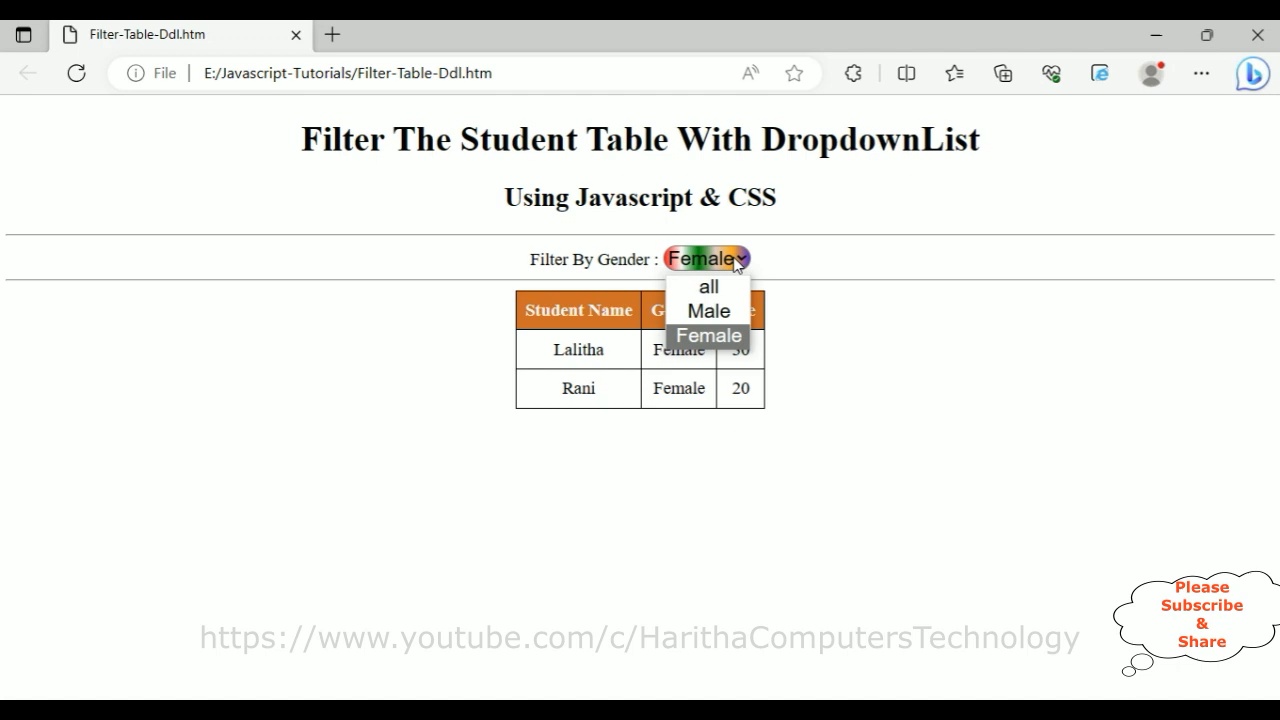 Filter-Table-Ddl.htm
File
E:/Javascript-Tutorials/Filter-Table-Ddl.htm
Filter The Student Table With DropdownList
Using Javascript & CSS
Filter By Gender : Female
all
Male
Female
Student Name G e
Lalitha Female 30
Rani Female 20
Please
Subscribe
&
Share
https://www.youtube.com/c/HarithaComputersTechnology